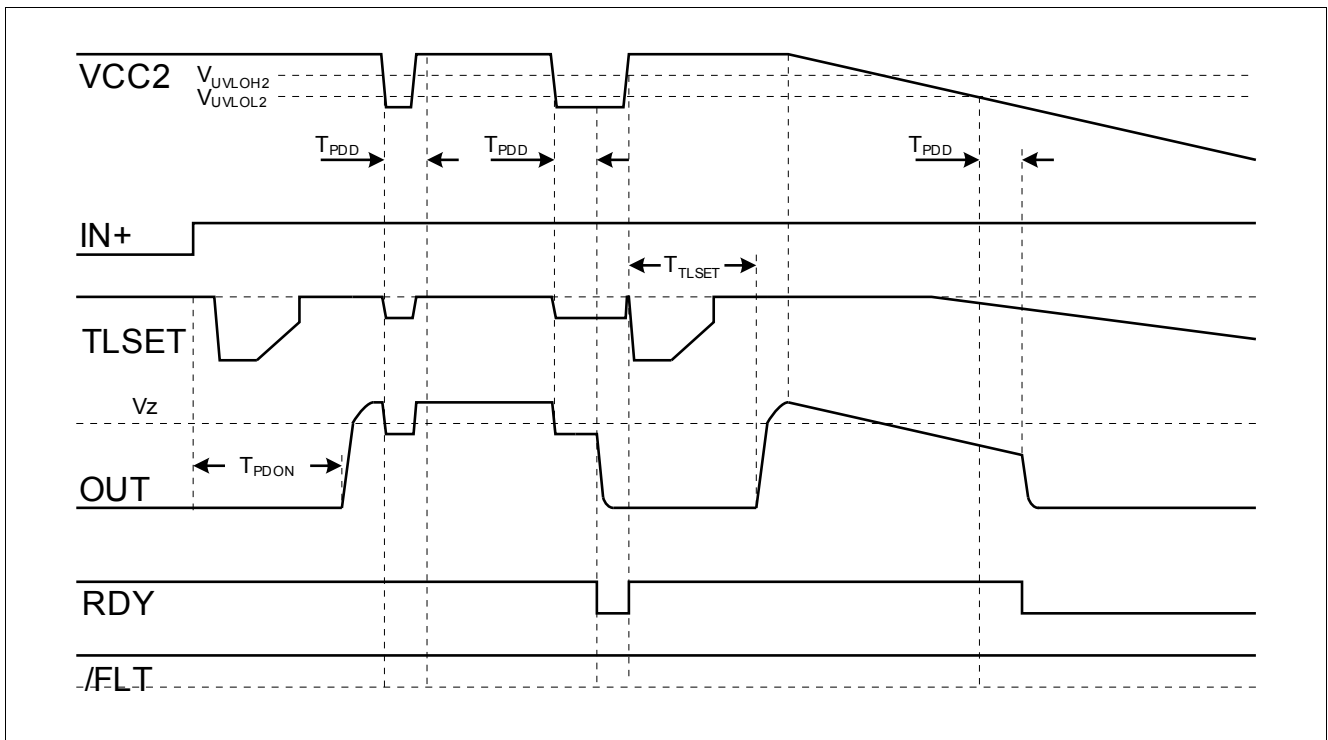 VCC2
VUVLOH2
VUVLOL2
TPDD
TPDD
TPDD
IN+
TTLSET
TLSET
Vz
TPDON
OUT
RDY
/FLT